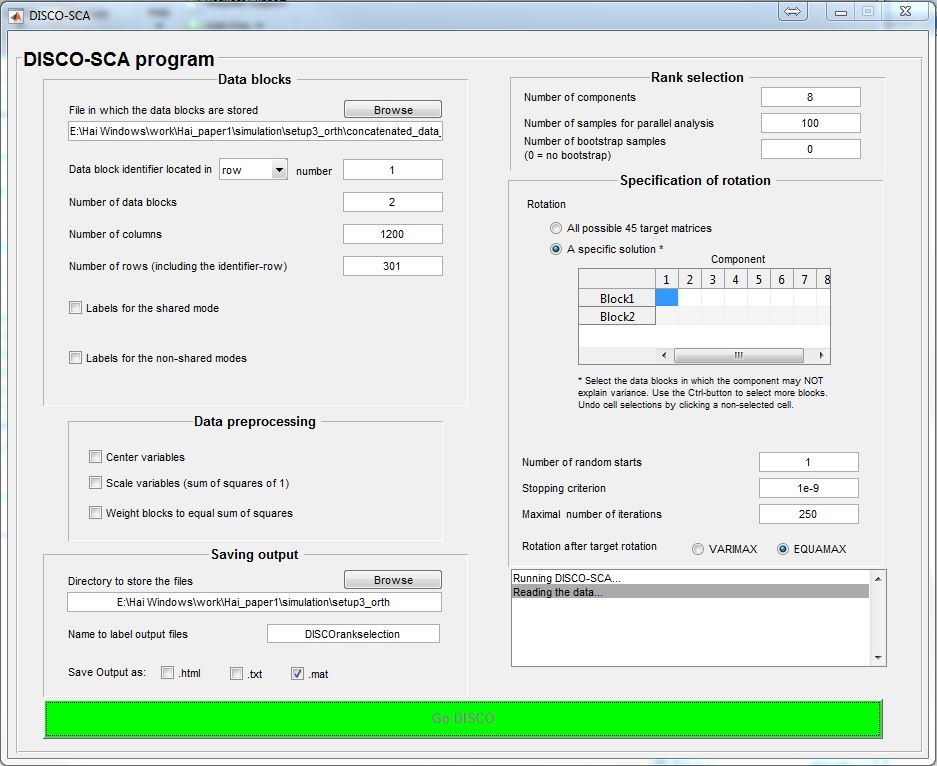 DISCO-SCA
DISCO-SCA program
Data blocks
File in which the data blocks are stored
Browse
E:\Hai Windows\work\Hai_paper1\simulation\setup3_orth\concatenated_data_
Data block identifier located in row number 1
Number of data blocks 2
Number of columns 1200
Number of rows (including the identifier-row) 301
Labels for the shared mode
Labels for the non-shared modes
Data preprocessing
Center variables
Scale variables (sum of squares of 1)
Weight blocks to equal sum of squares
Saving output
Directory to store the files
Browse
E:\Hai Windows\work\Hai_paper1\simulation\setup3_orth
Name to label output files DISCOrankselection
Save Output as: .html .txt .mat
Rank selection
Number of components 8
Number of samples for parallel analysis 100
Number of bootstrap samples
(0 = no bootstrap) 0
Specification of rotation
Rotation
All possible 45 target matrices
A specific solution *
Component
1 2 3 4 5 6 7 8
Block1
Block2
* Select the data blocks in which the component may NOT
explain variance. Use the Ctrl-button to select more blocks.
Undo cell selections by clicking a non-selected cell.
Number of random starts 1
Stopping criterion 1e-9
Maximal number of iterations 250
Rotation after target rotation VARIMAX EQUAMAX
Running DISCO-SCA...
Reading the data...
Go DISCO